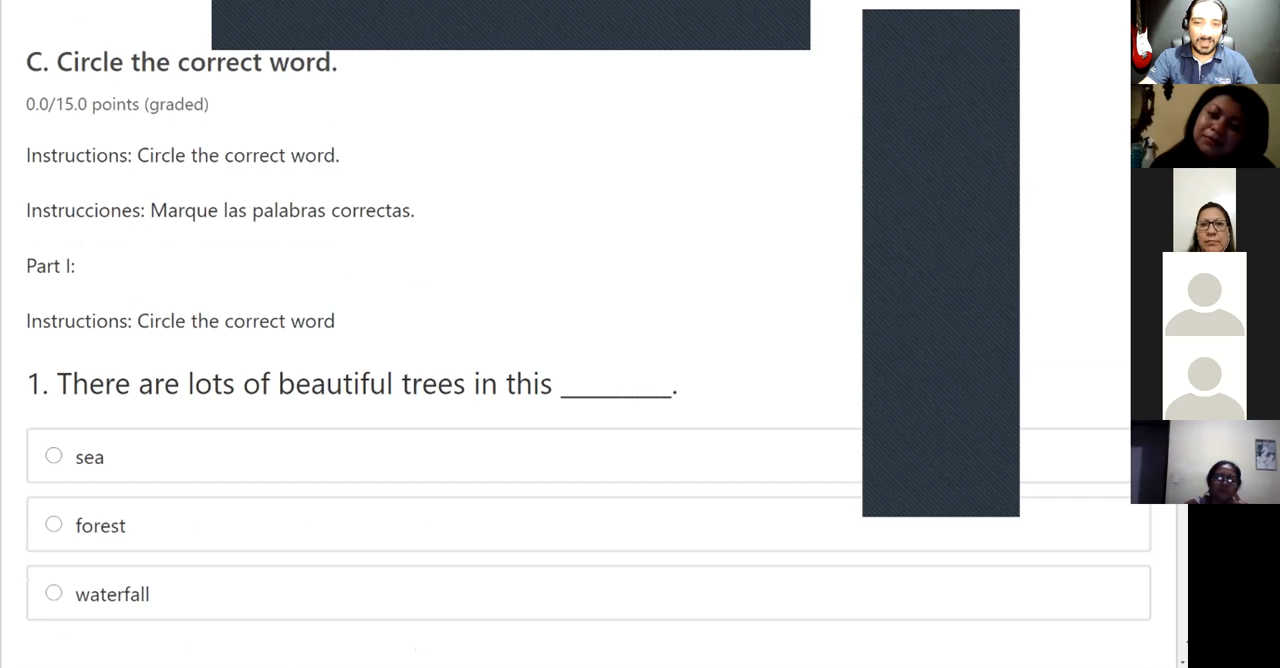 C. Circle the correct word.
0.0/15.0 points (graded)
Instructions: Circle the correct word.
Instrucciones: Marque las palabras correctas.
Part I:
Instructions: Circle the correct word
1. There are lots of beautiful trees in this _________.
sea
forest
waterfall